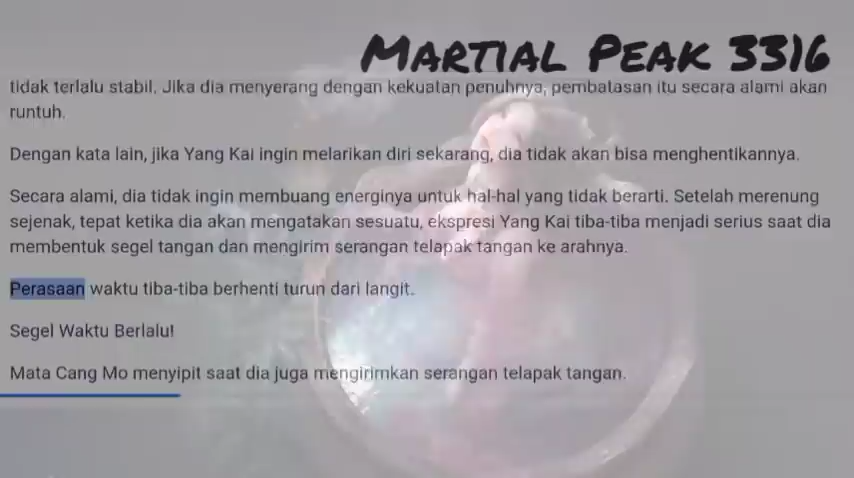 MARTIAL PEAK 3316
tidak terlalu stabil. Jika dia menyerang dengan kekuatan penuhnya, pembatasan itu secara alami akan
runtuh.
Dengan kata lain, jika Yang Kai ingin melarikan diri sekarang, dia tidak akan bisa menghentikannya.
Secara alami, dia tidak ingin membuang energinya untuk hal-hal yang tidak berarti. Setelah merenung
sejenak, tepat ketika dia akan mengatakan sesuatu, ekspresi Yang Kai tiba-tiba menjadi serius saat dia
membentuk segel tangan dan mengirim serangan telapak tangan ke arahnya.
Perasaan waktu tiba-tiba berhenti turun dari langit.
Segel Waktu Berlalu!
Mata Cang Mo menyipit saat dia juga mengirimkan serangan telapak tangan.